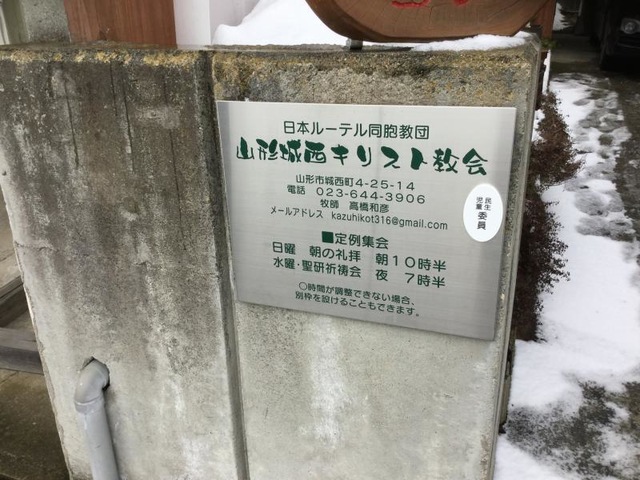 日本ルーテル同胞教団
山形城西キリスト教会
山形市城西町4-25-14
電話 023-644-3906
牧師 高橋和彦
メールアドレス kazuhikot316@gmail.com
■定例集会
日曜 朝の礼拝 朝10時半
水曜・聖研祈祷会 夜 7時半
○時間が調整できない場合、
別枠を設けることもできます。
民生
児童
委員